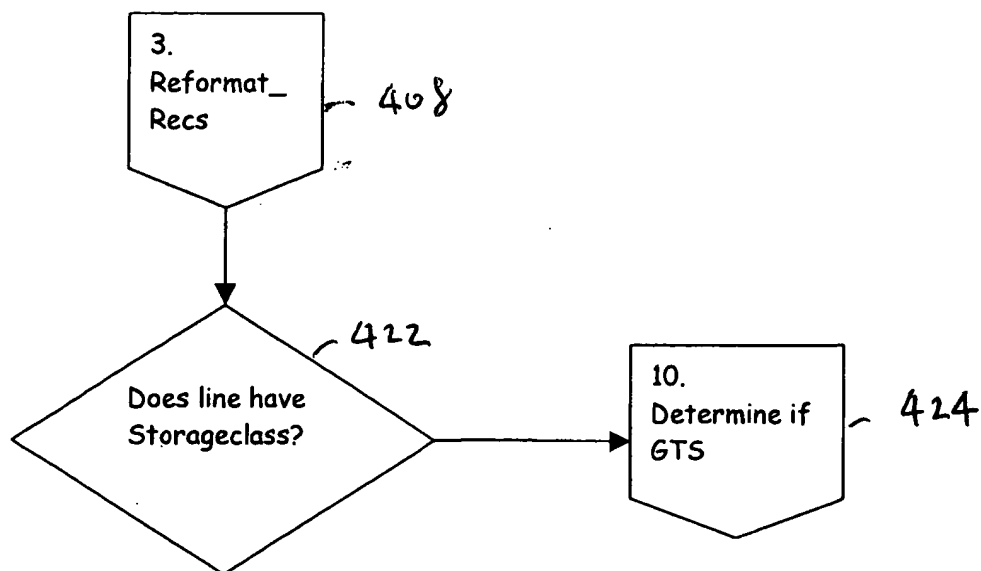 3.
Reformat_
Recs
408
422
Does line have
Storageclass?
10.
Determine if
GTS
424